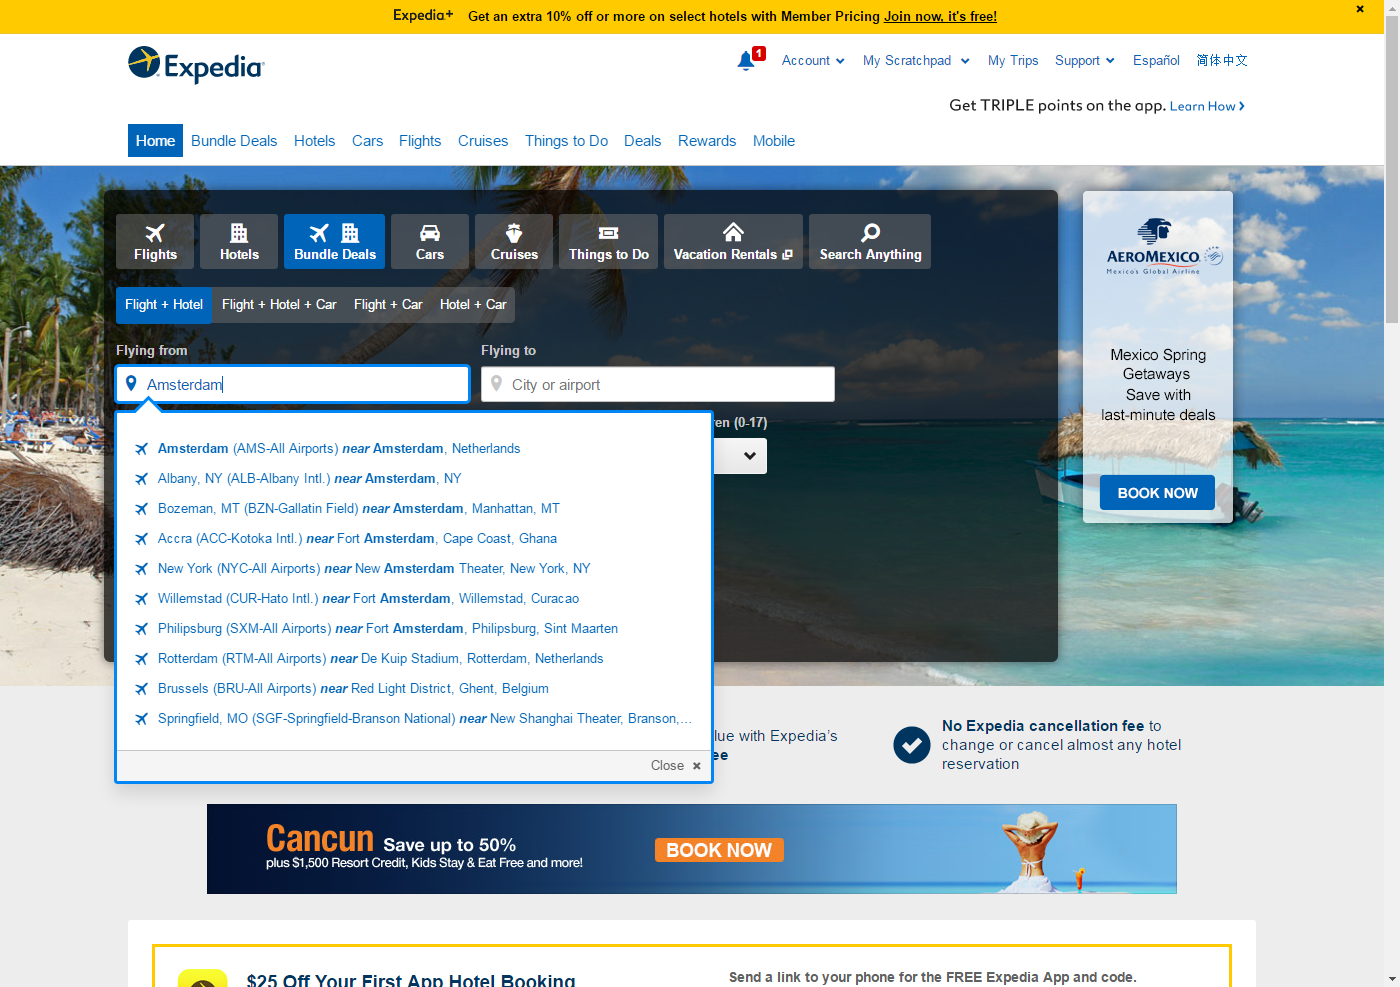 Expedia+ Get an extra 10% off or more on select hotels with Member Pricing Join now, it's free!
Expedia
1
Account
My Scratchpad
My Trips
Support
Español
简体中文
Get TRIPLE points on the app. Learn How
Home
Bundle Deals
Hotels
Cars
Flights
Cruises
Things to Do
Deals
Rewards
Mobile
Flights
Hotels
Bundle Deals
Cars
Cruises
Things to Do
Vacation Rentals
Search Anything
Flight + Hotel
Flight + Hotel + Car
Flight + Car
Hotel + Car
Flying from
Flying to
Amsterdam
City or airport
ren (0-17)
Amsterdam (AMS-All Airports) near Amsterdam, Netherlands
Albany, NY (ALB-Albany Intl.) near Amsterdam, NY
Bozeman, MT (BZN-Gallatin Field) near Amsterdam, Manhattan, MT
Accra (ACC-Kotoka Intl.) near Fort Amsterdam, Cape Coast, Ghana
New York (NYC-All Airports) near New Amsterdam Theater, New York, NY
Willemstad (CUR-Hato Intl.) near Fort Amsterdam, Willemstad, Curacao
Philipsburg (SXM-All Airports) near Fort Amsterdam, Philipsburg, Sint Maarten
Rotterdam (RTM-All Airports) near De Kuip Stadium, Rotterdam, Netherlands
Brussels (BRU-All Airports) near Red Light District, Ghent, Belgium
Springfield, MO (SGF-Springfield-Branson National) near New Shanghai Theater, Branson,...
Close
AEROMEXICO.
Mexico's Global Airline
Mexico Spring
Getaways
Save with
last-minute deals
BOOK NOW
lue with Expedia's
ee
No Expedia cancellation fee to
change or cancel almost any hotel
reservation
Cancun Save up to 50%
plus $1,500 Resort Credit, Kids Stay & Eat Free and more!
BOOK NOW
$25 Off Your First App Hotel Booking
Send a link to your phone for the FREE Expedia App and code.